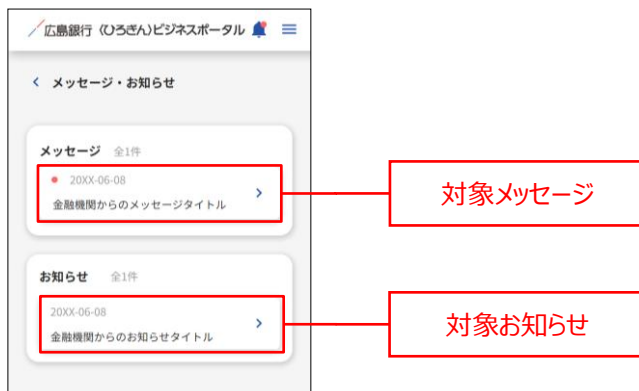 広島銀行 〈ひろぎん〉ビジネスポータル
メッセージ・お知らせ
メッセージ 全1件
20XX-06-08
金融機関からのメッセージタイトル
対象メッセージ
お知らせ 全1件
20XX-06-08
金融機関からのお知らせタイトル
対象お知らせ